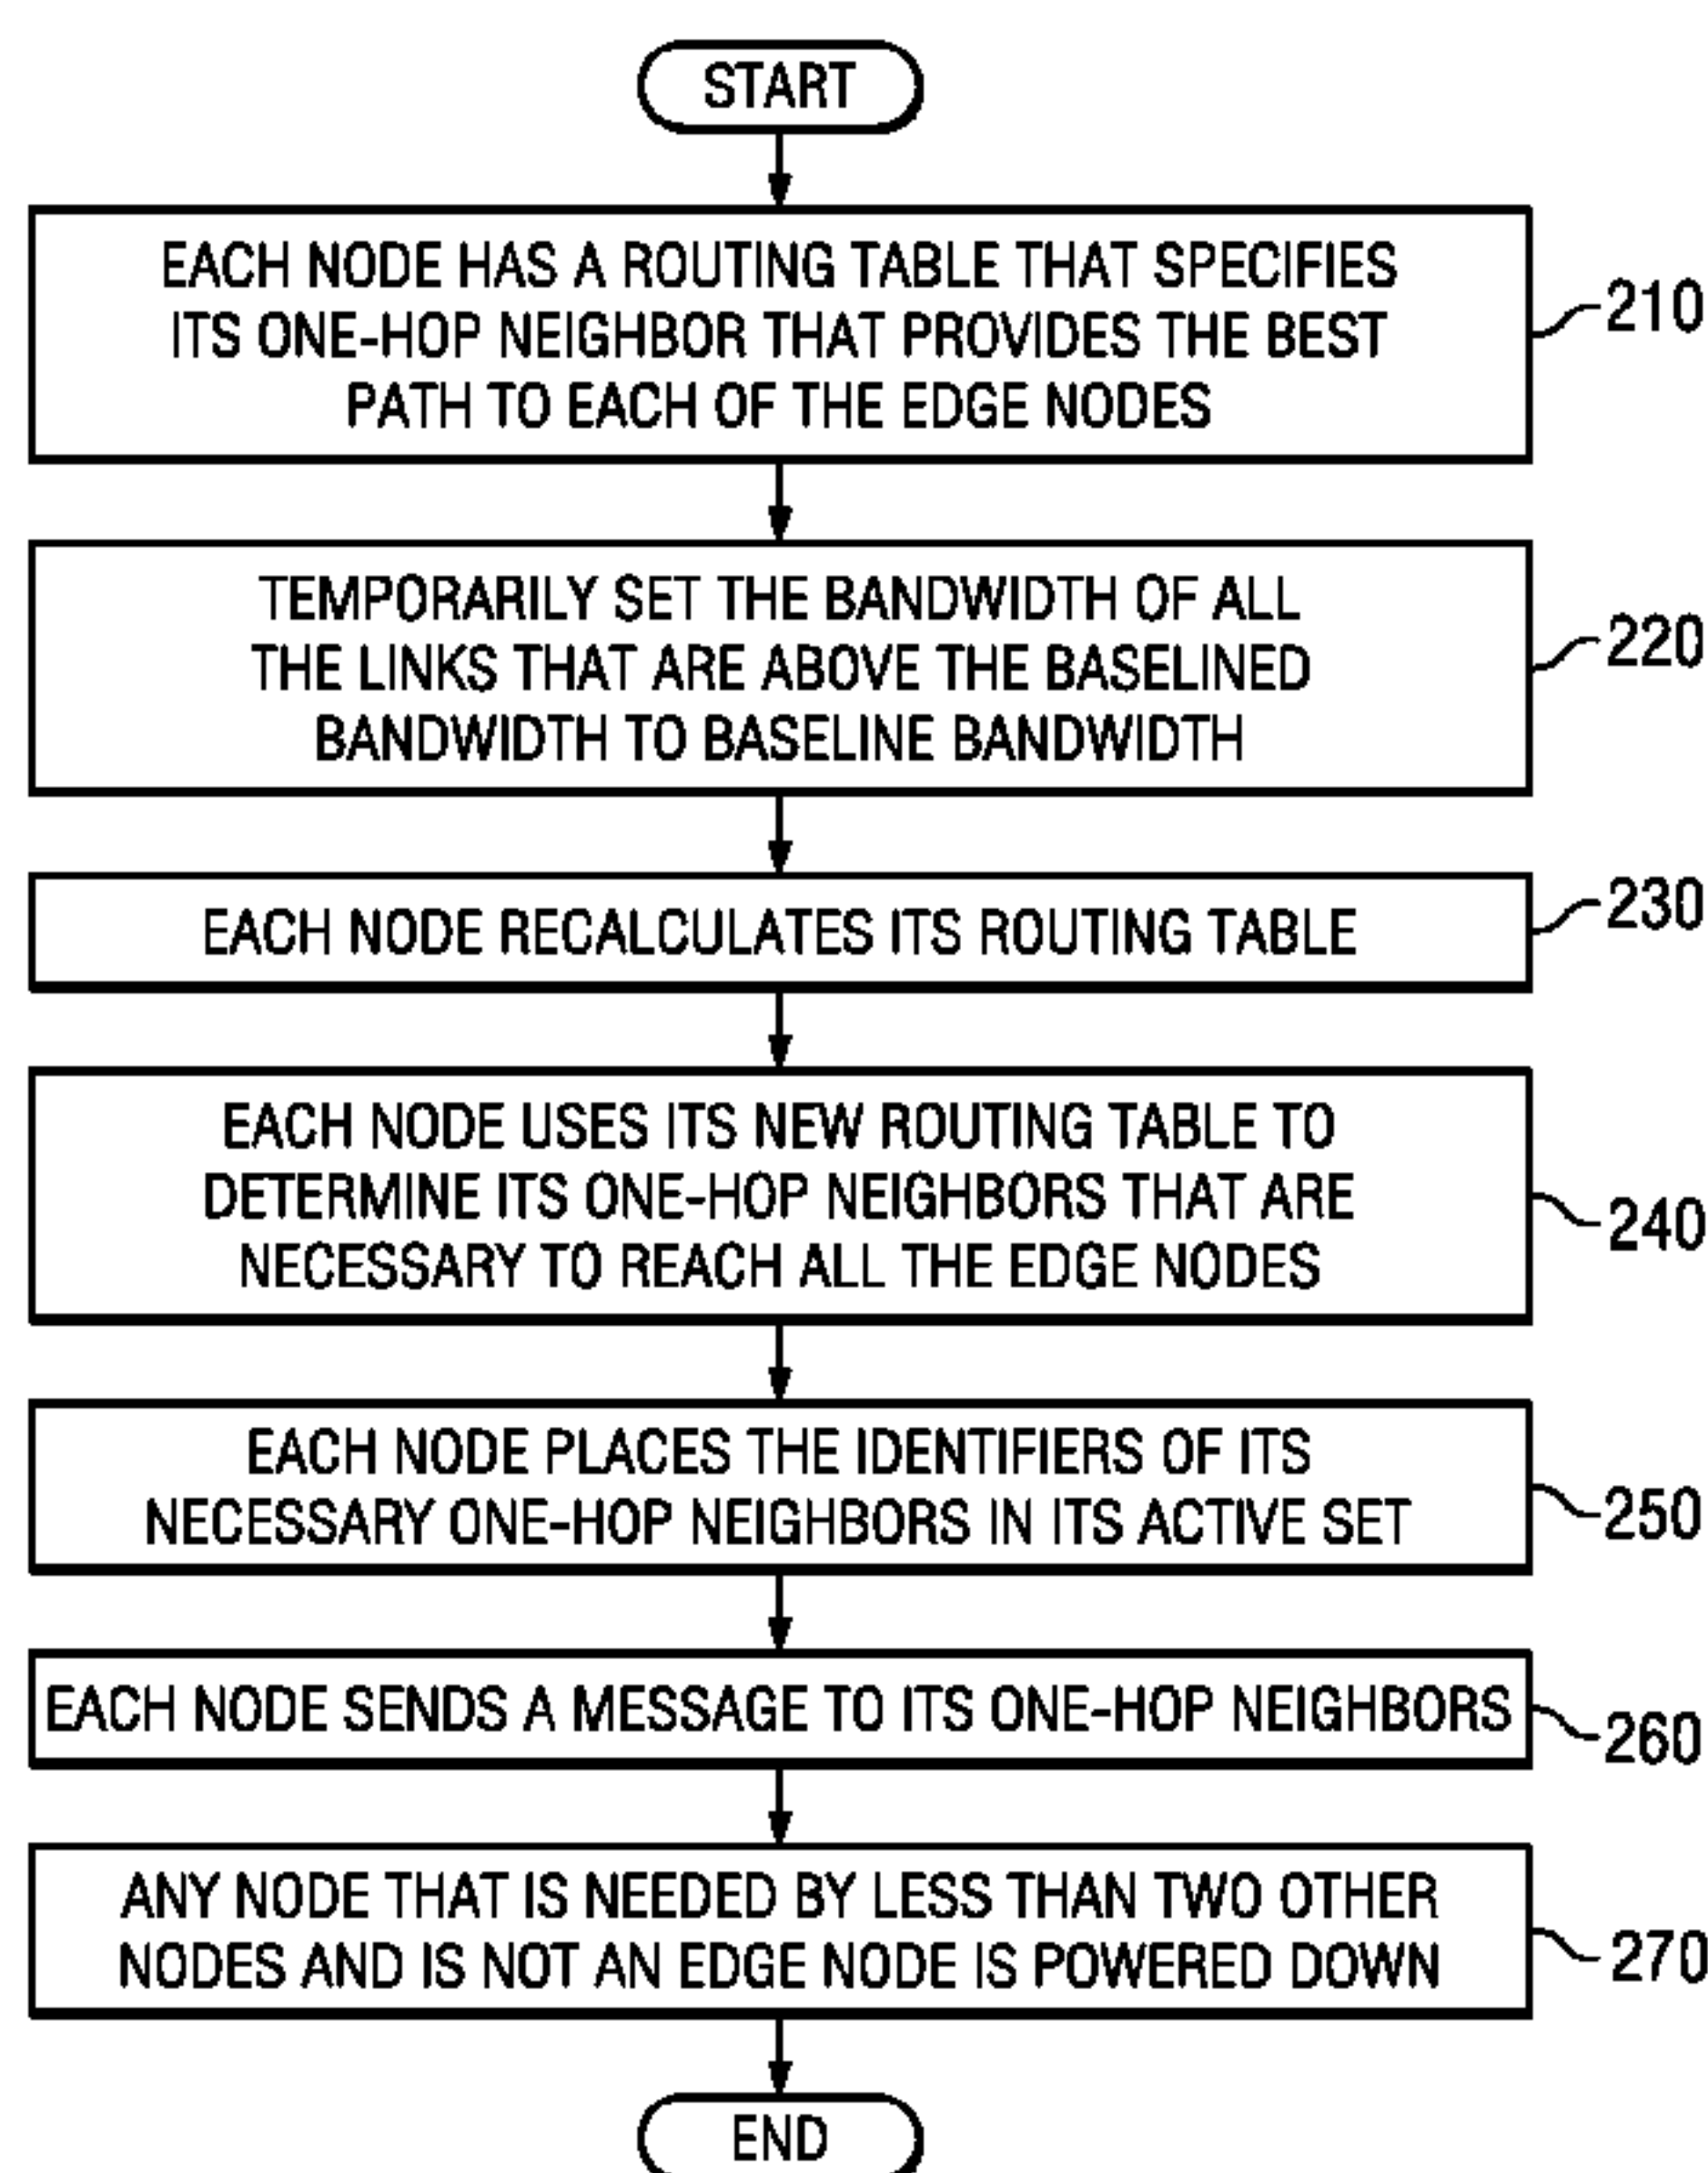 START
EACH NODE HAS A ROUTING TABLE THAT SPECIFIES
ITS ONE-HOP NEIGHBOR THAT PROVIDES THE BEST
PATH TO EACH OF THE EDGE NODES
210
TEMPORARILY SET THE BANDWIDTH OF ALL
THE LINKS THAT ARE ABOVE THE BASELINED
BANDWIDTH TO BASELINE BANDWIDTH
220
EACH NODE RECALCULATES ITS ROUTING TABLE
230
EACH NODE USES ITS NEW ROUTING TABLE TO
DETERMINE ITS ONE-HOP NEIGHBORS THAT ARE
NECESSARY TO REACH ALL THE EDGE NODES
240
EACH NODE PLACES THE IDENTIFIERS OF ITS
NECESSARY ONE-HOP NEIGHBORS IN ITS ACTIVE SET
250
EACH NODE SENDS A MESSAGE TO ITS ONE-HOP NEIGHBORS
260
ANY NODE THAT IS NEEDED BY LESS THAN TWO OTHER
NODES AND IS NOT AN EDGE NODE IS POWERED DOWN
270
END